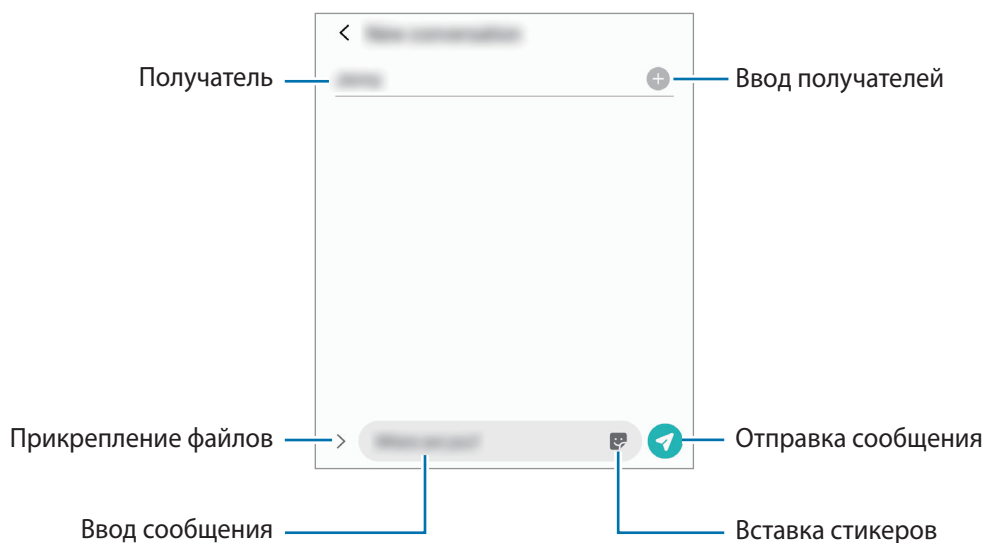 Получатель
Ввод получателей
Прикрепление файлов
Отправка сообщения
Ввод сообщения
Вставка стикеров